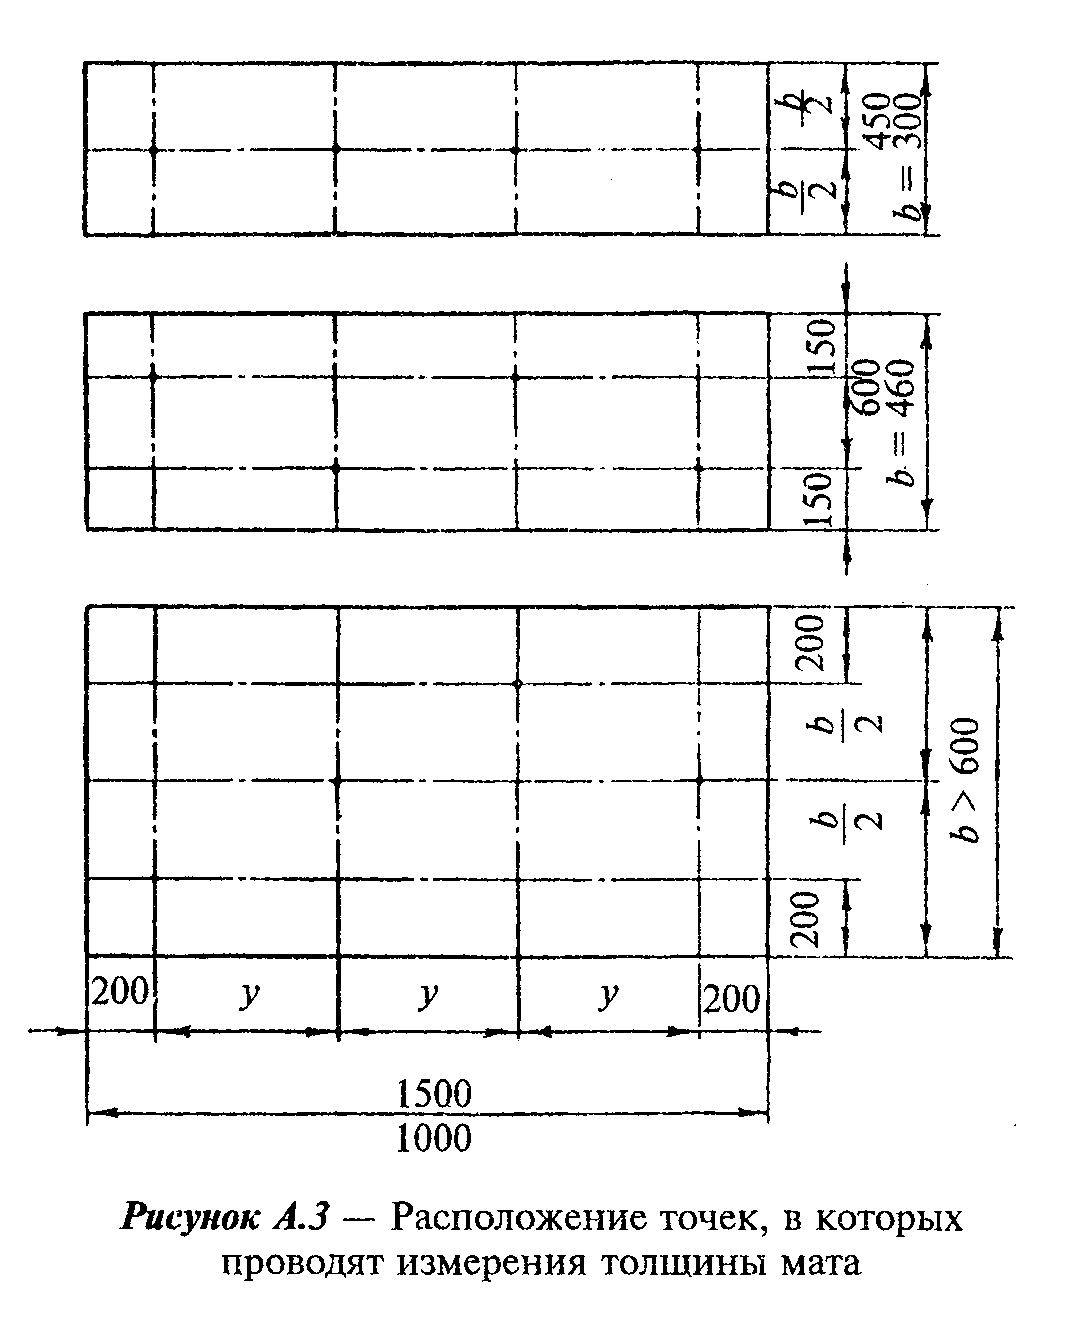 b/2
b/2
450
b = 300
150
150
600
b = 460
200
b/2
b/2
200
b > 600
200 y y y 200
1500
1000
Рисунок А.3 — Расположение точек, в которых
проводят измерения толщины мата